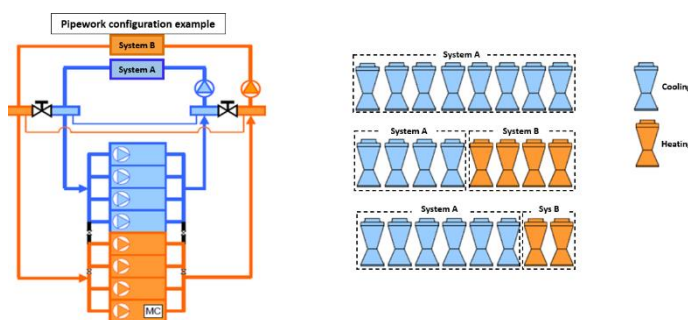 Pipework configuration example
System B
System A
MC
System A
Cooling
System A
System B
Heating
System A
Sys B